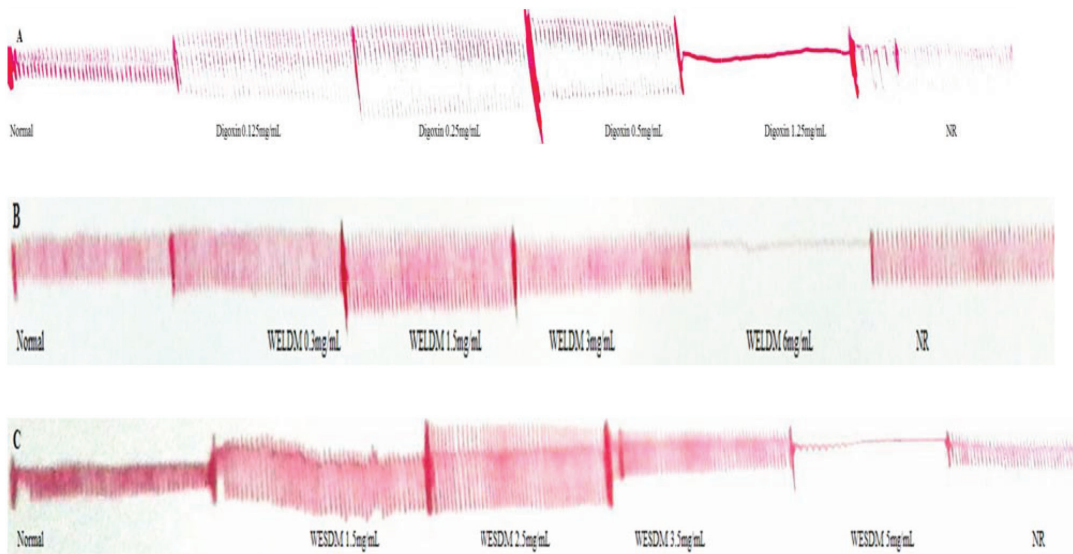 A
Normal Digoxin 0.125mg/mL Digoxin 0.25mg/mL Digoxin 0.5mg/mL Digoxin 1.25mg/mL NR
B
Normal WELDM 0.3mg/mL WELDM 1.5mg/mL WELDM 3mg/mL WELDM 6mg/mL NR
C
Normal WESDM 1.5mg/mL WESDM 2.5mg/mL WESDM 3.5mg/mL WESDM 5mg/mL NR